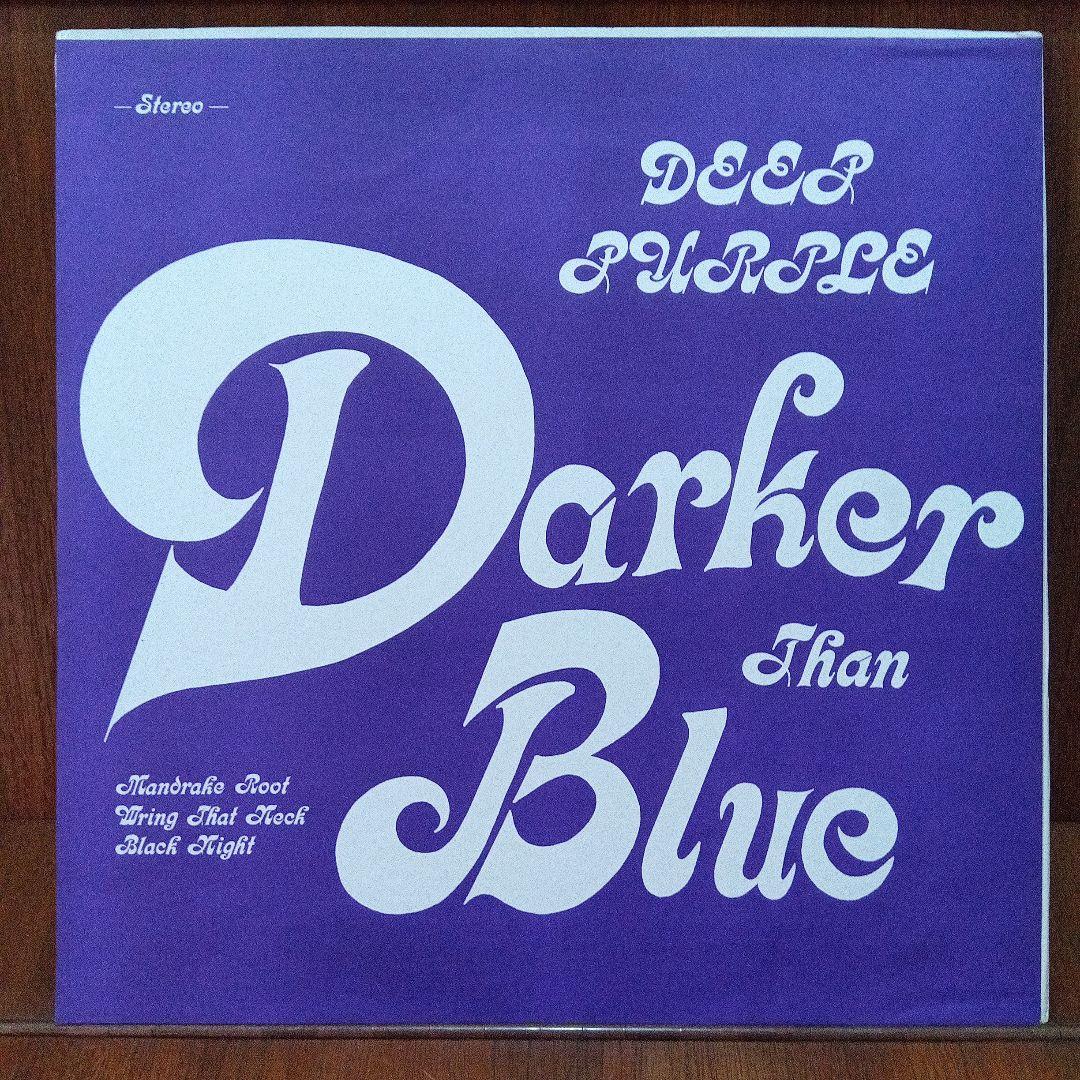 —Stereo—
DEEP
PURPLE
Darker
Than
Blue
Mandrake Root
Wring That Neck
Black Night